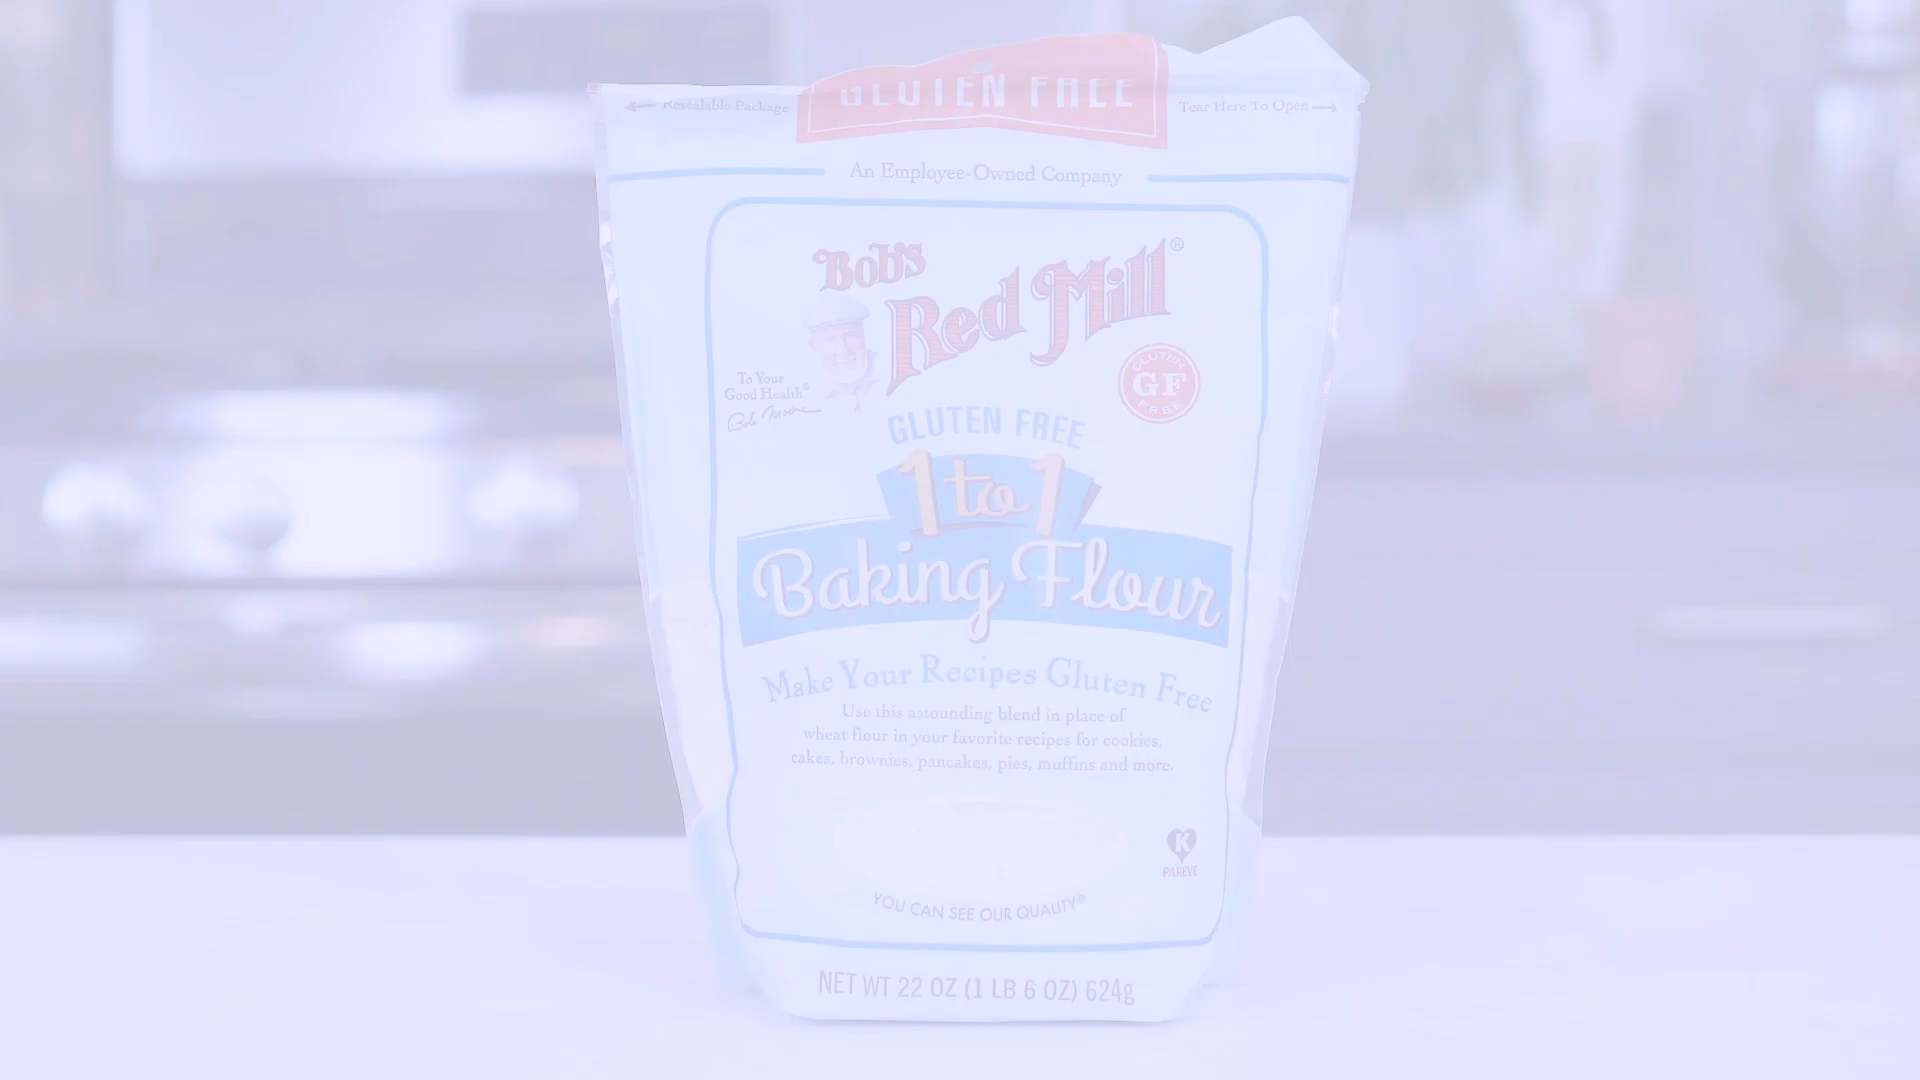 GLUTEN FREE
Resealable Package
Tear Here To Open
An Employee-Owned Company
Bob's
Red Mill®
To Your
Good Health®
Bob Moore
GLUTEN
GF
FREE
GLUTEN FREE
1 to 1
Baking Flour
Make Your Recipes Gluten Free
Use this astounding blend in place of
wheat flour in your favorite recipes for cookies,
cakes, brownies, pancakes, pies, muffins and more.
K
PAREVE
YOU CAN SEE OUR QUALITY®
NET WT 22 OZ (1 LB 6 OZ) 624g